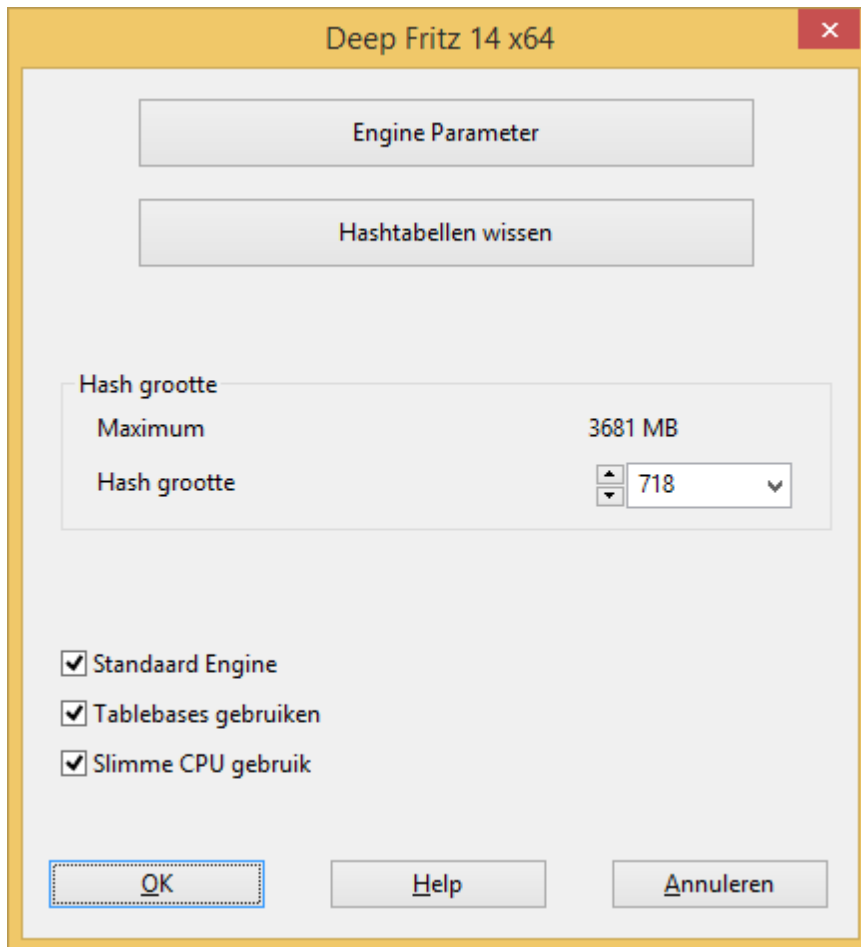 Deep Fritz 14 x64
Engine Parameter
Hashtabellen wissen
Hash grootte
Maximum 3681 MB
Hash grootte 718
Standaard Engine
Tablebases gebruiken
Slimme CPU gebruik
OK Help Annuleren